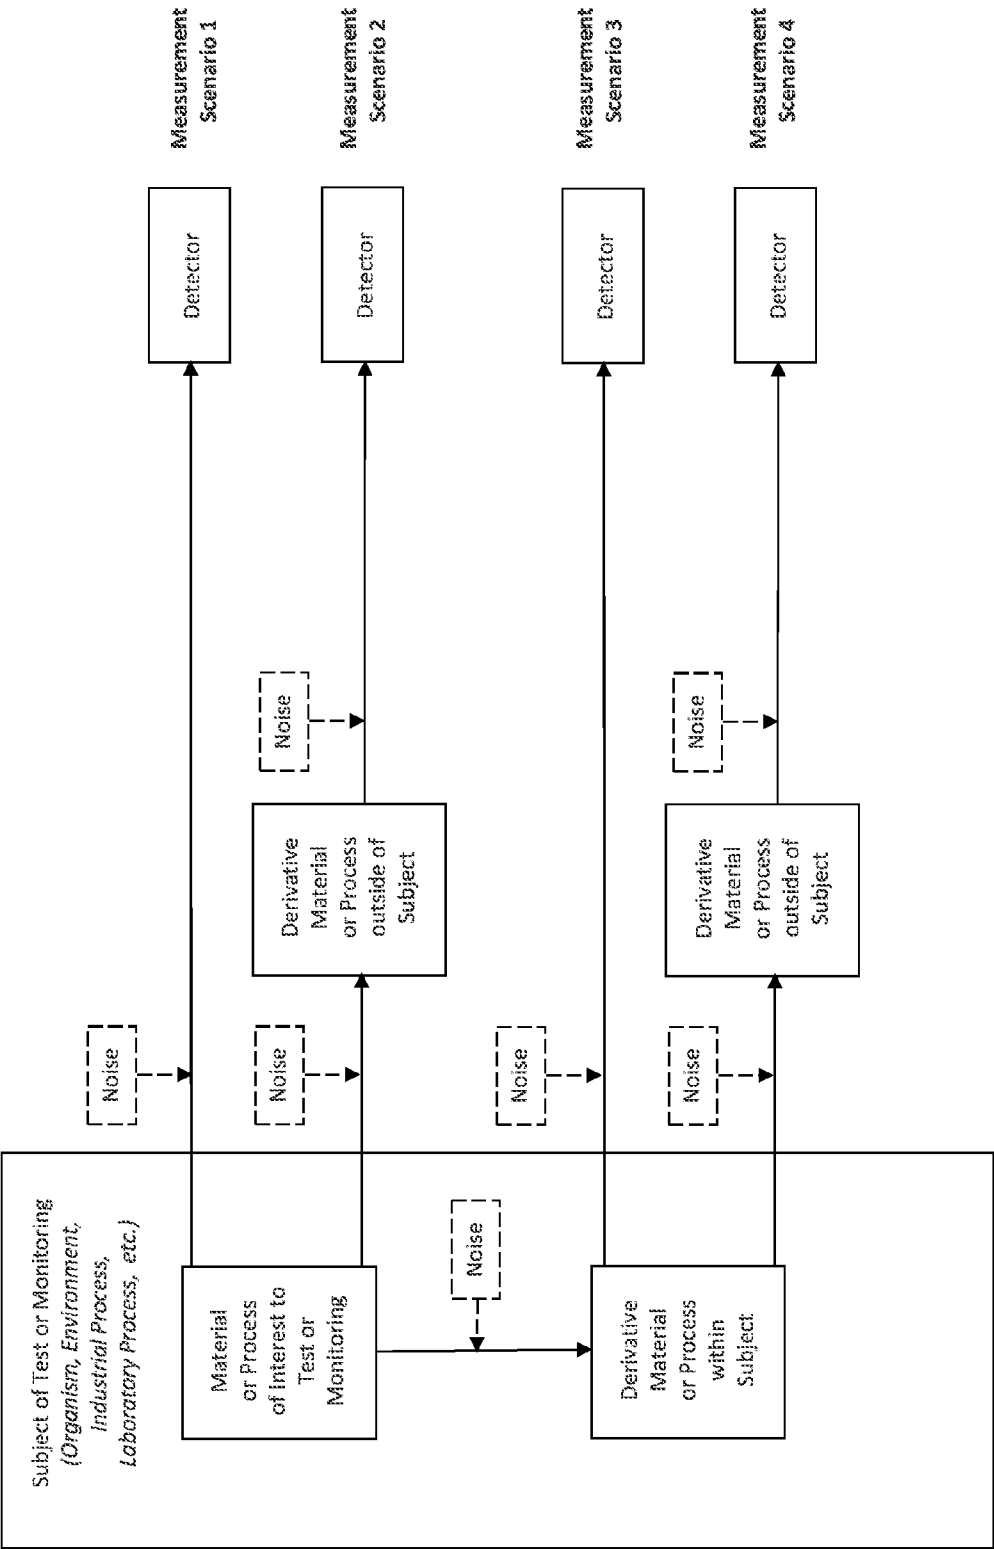 Subject of Test or Monitoring
(Organism, Environment,
Industrial Process,
Laboratory Process, etc.)
Material
or Process
of Interest to
Test or
Monitoring
Noise
Derivative
Material
or Process
within
Subject
Noise
Detector
Measurement
Scenario 1
Noise
Derivative
Material
or Process
outside of
Subject
Noise
Detector
Measurement
Scenario 2
Noise
Detector
Measurement
Scenario 3
Noise
Derivative
Material
or Process
outside of
Subject
Noise
Detector
Measurement
Scenario 4